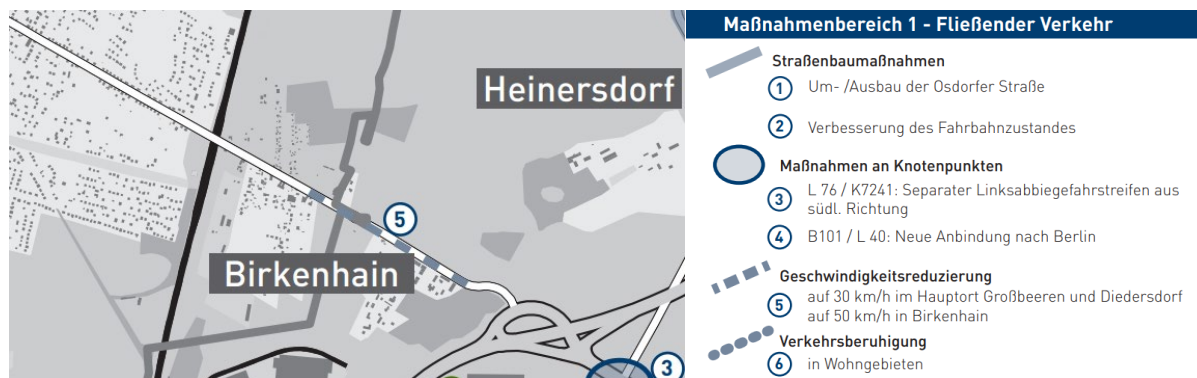 Heinersdorf
5
Birkenhain
3
Maßnahmenbereich 1 - Fließender Verkehr
Straßenbaumaßnahmen
1 Um- /Ausbau der Osdorfer Straße
2 Verbesserung des Fahrbahnzustandes
Maßnahmen an Knotenpunkten
3 L 76 / K7241: Separater Linksabbiegefahrstreifen aus
südl. Richtung
4 B101 / L 40: Neue Anbindung nach Berlin
Geschwindigkeitsreduzierung
5 auf 30 km/h im Hauptort Großbeeren und Diedersdorf
auf 50 km/h in Birkenhain
Verkehrsberuhigung
6 in Wohngebieten